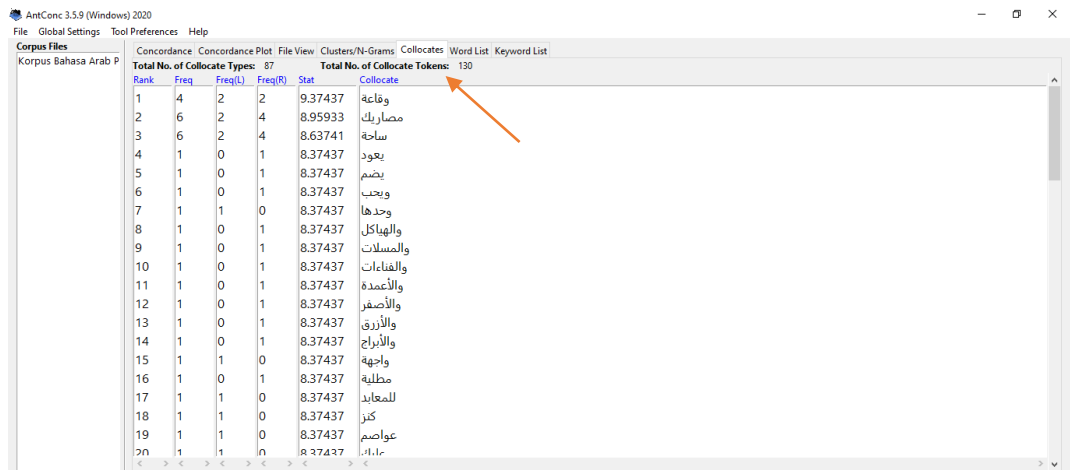 AntConc 3.5.9 (Windows) 2020
File Global Settings Tool Preferences Help
Corpus Files
Korpus Bahasa Arab P
Concordance Concordance Plot File View Clusters/N-Grams Collocates Word List Keyword List
Total No. of Collocate Types: 87 Total No. of Collocate Tokens: 130
Rank Freq Freq(L) Freq(R) Stat Collocate
1 4 2 2 9.37437 وقاعة
2 6 2 4 8.95933 مصاريك
3 6 2 4 8.63741 ساحة
4 1 0 1 8.37437 يعود
5 1 0 1 8.37437 يضم
6 1 0 1 8.37437 ويحب
7 1 1 0 8.37437 وحدها
8 1 0 1 8.37437 والهياكل
9 1 0 1 8.37437 والمسلات
10 1 0 1 8.37437 والفناءات
11 1 0 1 8.37437 والأعمدة
12 1 0 1 8.37437 والأصفر
13 1 0 1 8.37437 والأزرق
14 1 0 1 8.37437 والأبراج
15 1 1 0 8.37437 واجهة
16 1 0 1 8.37437 مطلية
17 1 1 0 8.37437 للمعابد
18 1 1 0 8.37437 كنز
19 1 1 0 8.37437 عواصم
20 1 1 0 8.37437